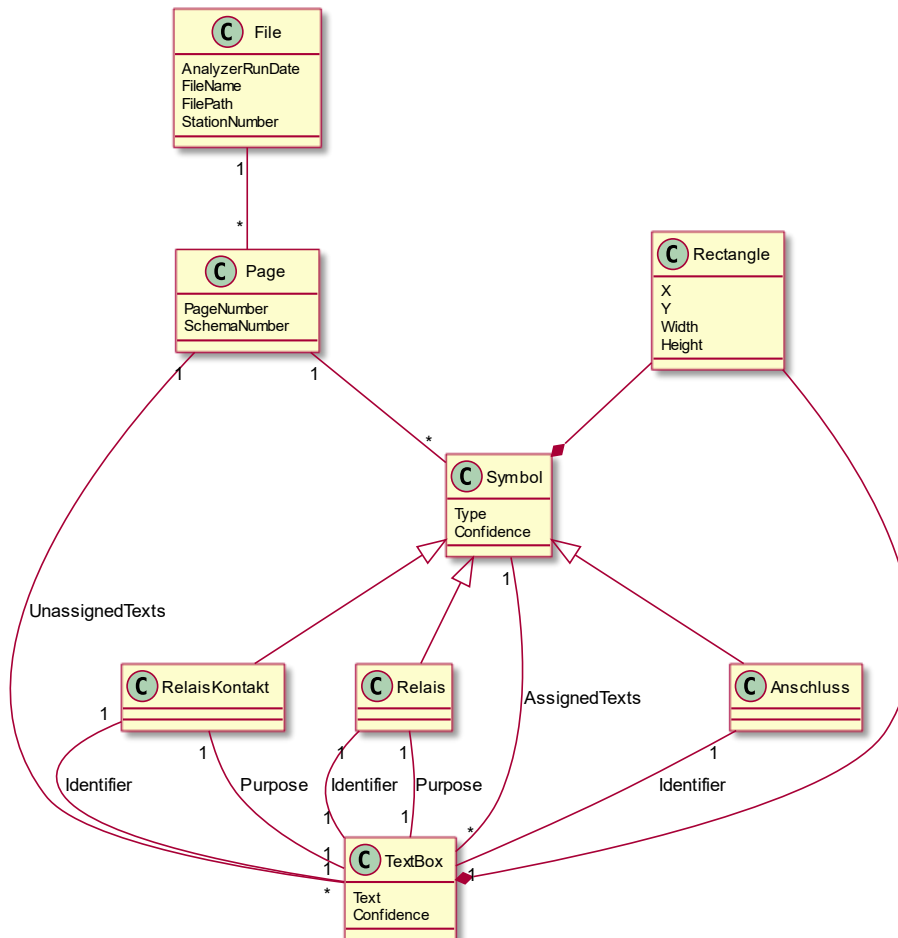 C File
AnalyzerRunDate
FileName
FilePath
StationNumber
1
*
C Page
PageNumber
SchemaNumber
C Rectangle
X
Y
Width
Height
1
1
*
C Symbol
Type
Confidence
1
UnassignedTexts
AssignedTexts
C RelaisKontakt
C Relais
C Anschluss
1
1
1
1
1
Identifier
Purpose
Identifier
Purpose
Identifier
1
1
*
1
1
1
*
C TextBox
Text
Confidence